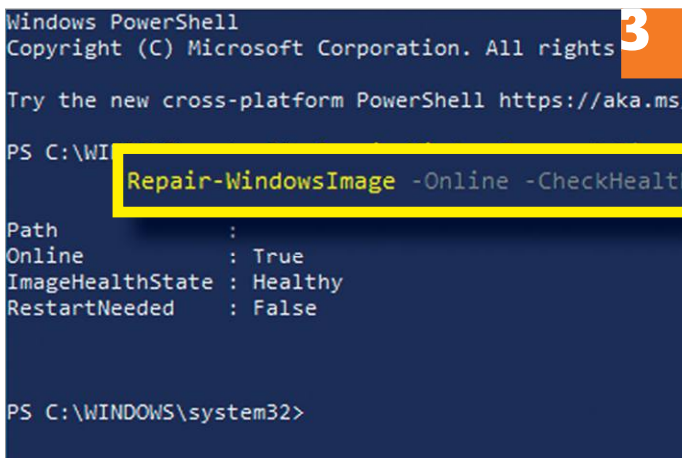 Windows PowerShell
Copyright (C) Microsoft Corporation. All rights
3
Try the new cross-platform PowerShell https://aka.ms
PS C:\WI
Repair-WindowsImage -Online -CheckHealt
Path :
Online : True
ImageHealthState : Healthy
RestartNeeded : False
PS C:\WINDOWS\system32>